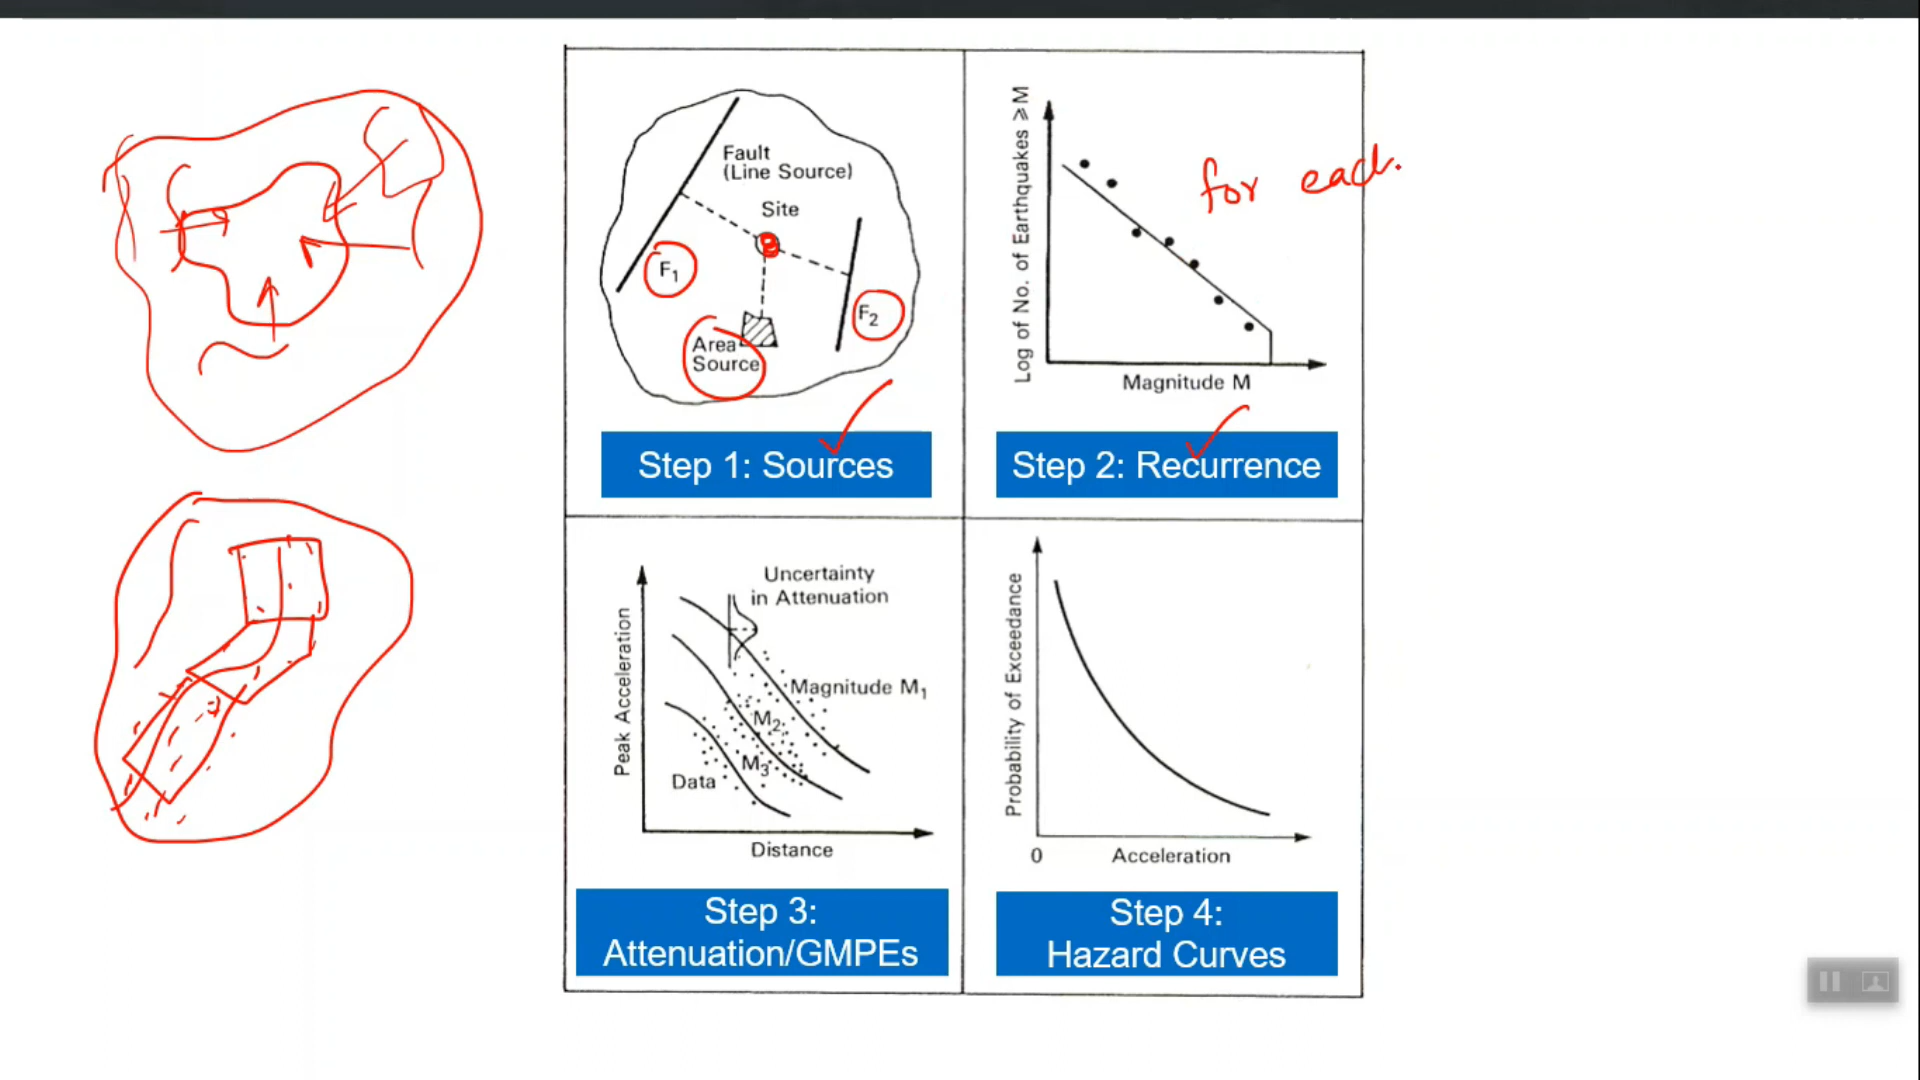 Fault
(Line Source)
Site
F1
F2
Area
Source
Step 1: Sources
Log of No. of Earthquakes ⩾M
for each.
Magnitude M
Step 2: Recurrence
Peak Acceleration
Uncertainty
in Attenuation
Magnitude M1
M2
M3
Data
Distance
Step 3:
Attenuation/GMPEs
Probability of Exceedance
0
Acceleration
Step 4:
Hazard Curves